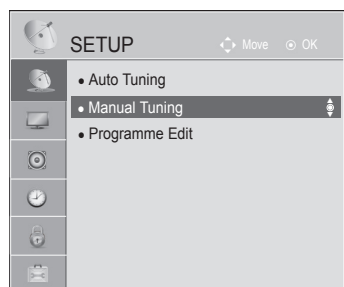 SETUP
Move OK
Auto Tuning
Manual Tuning
Programme Edit